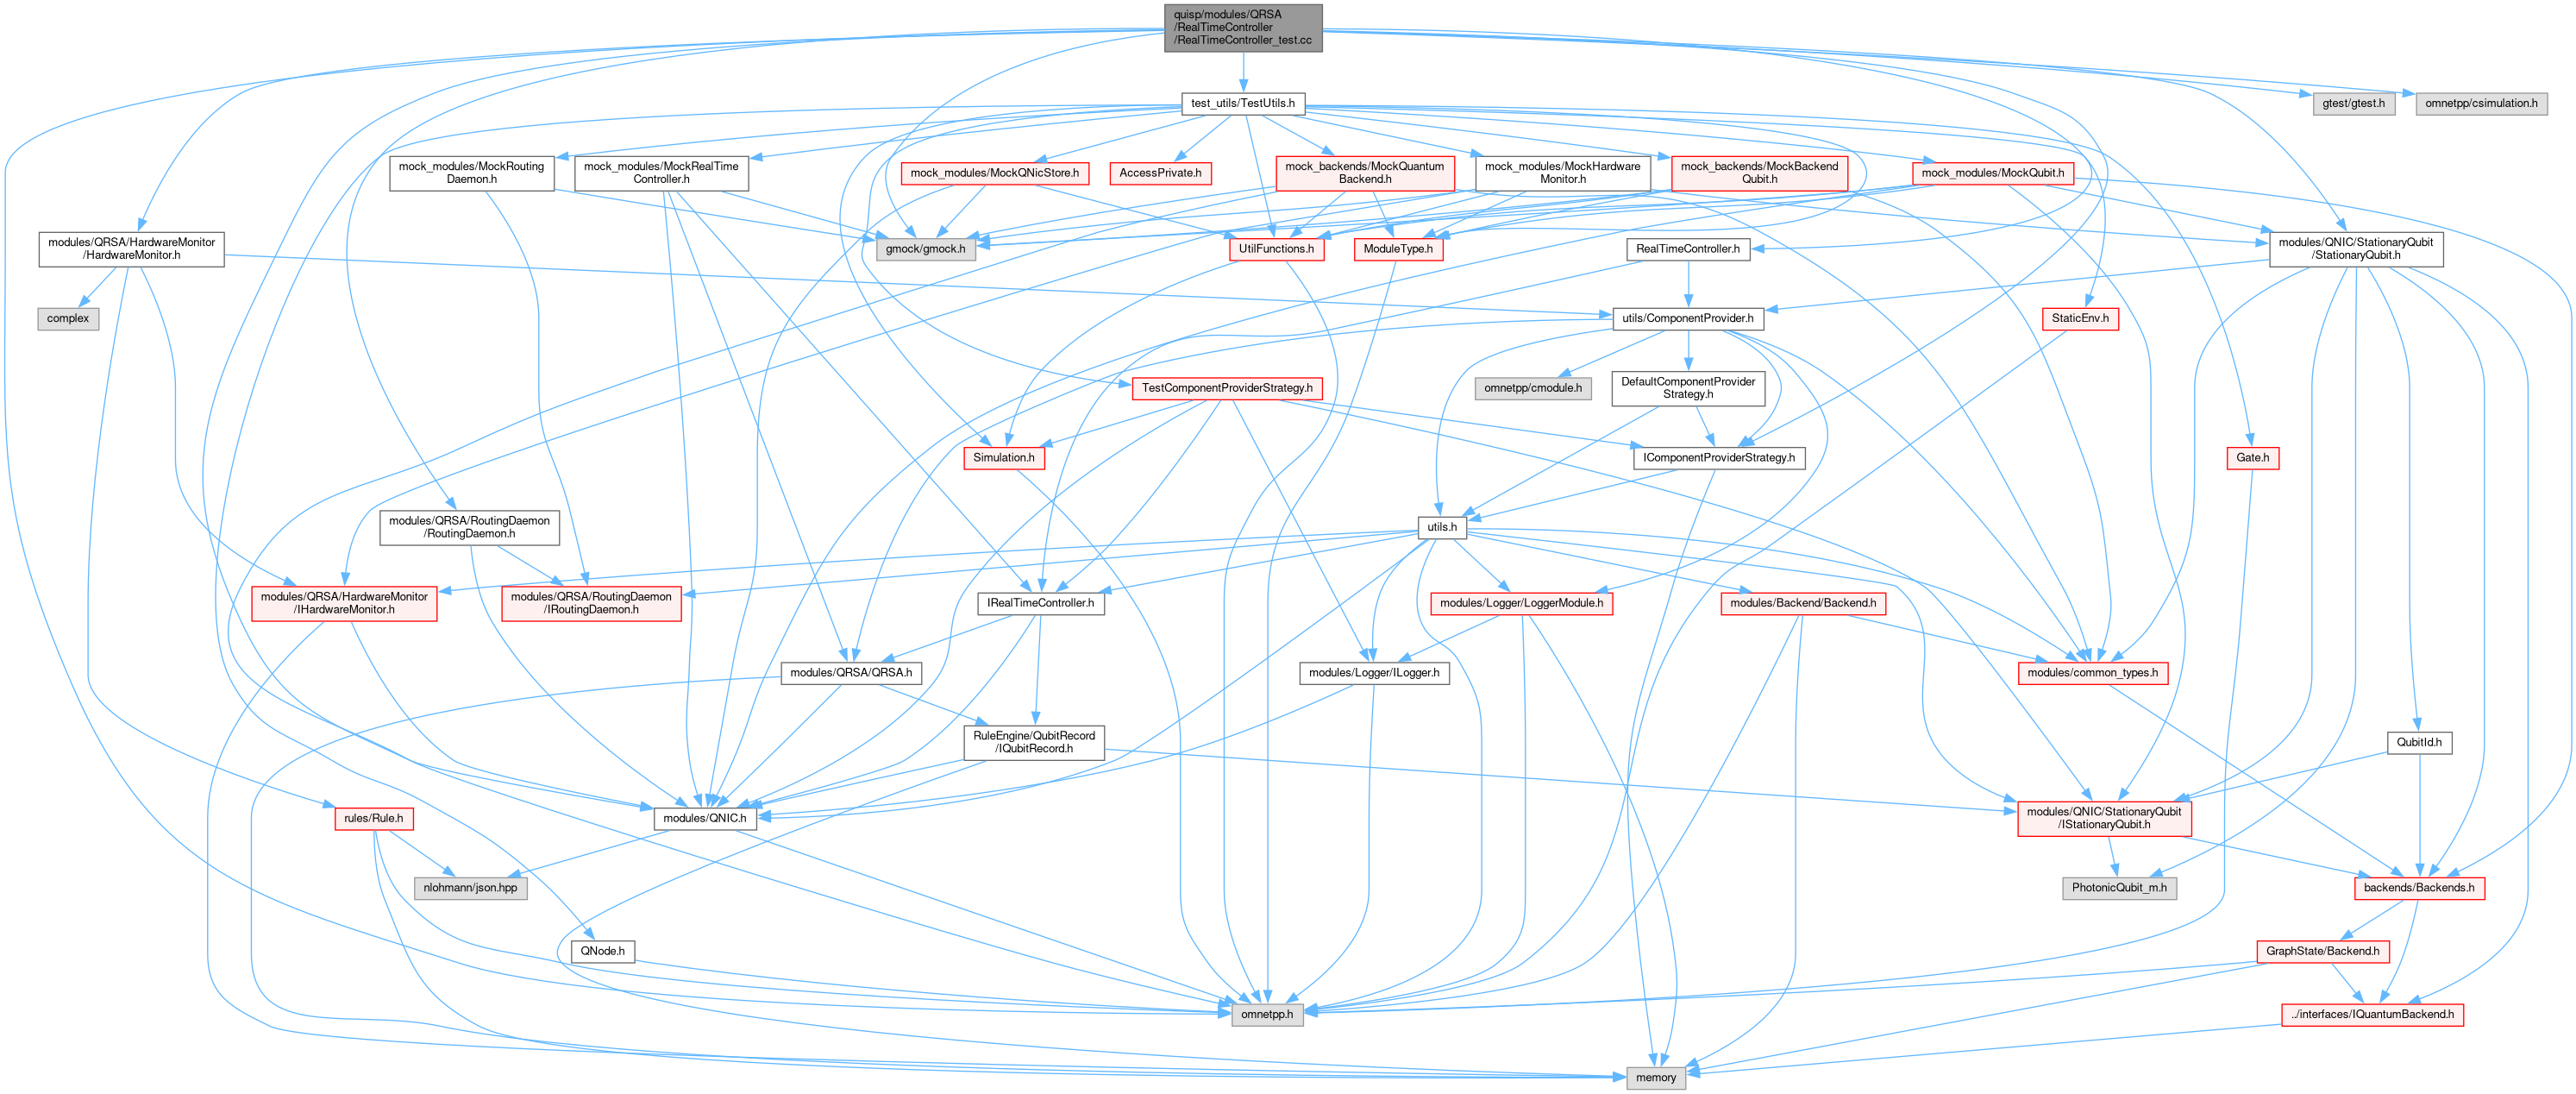 quisp/modules/QRSA
/RealTimeController
/RealTimeController_test.cc
gtest/gtest.h
omnetpp/csimulation.h
test_utils/TestUtils.h
mock_modules/MockRouting
Daemon.h
mock_modules/MockRealTime
Controller.h
mock_modules/MockQNicStore.h
AccessPrivate.h
mock_backends/MockQuantum
Backend.h
mock_modules/MockHardware
Monitor.h
mock_backends/MockBackend
Qubit.h
mock_modules/MockQubit.h
modules/QRSA/HardwareMonitor
/HardwareMonitor.h
gmock/gmock.h
UtilFunctions.h
ModuleType.h
RealTimeController.h
modules/QNIC/StationaryQubit
/StationaryQubit.h
complex
utils/ComponentProvider.h
StaticEnv.h
TestComponentProviderStrategy.h
omnetpp/cmodule.h
DefaultComponentProvider
Strategy.h
Simulation.h
IComponentProviderStrategy.h
Gate.h
modules/QRSA/RoutingDaemon
/RoutingDaemon.h
utils.h
modules/QRSA/HardwareMonitor
/IHardwareMonitor.h
modules/QRSA/RoutingDaemon
/IRoutingDaemon.h
IRealTimeController.h
modules/Logger/LoggerModule.h
modules/Backend/Backend.h
modules/QRSA/QRSA.h
modules/Logger/ILogger.h
modules/common_types.h
RuleEngine/QubitRecord
/IQubitRecord.h
QubitId.h
rules/Rule.h
modules/QNIC.h
modules/QNIC/StationaryQubit
/IStationaryQubit.h
nlohmann/json.hpp
PhotonicQubit_m.h
backends/Backends.h
QNode.h
GraphState/Backend.h
omnetpp.h
../interfaces/IQuantumBackend.h
memory